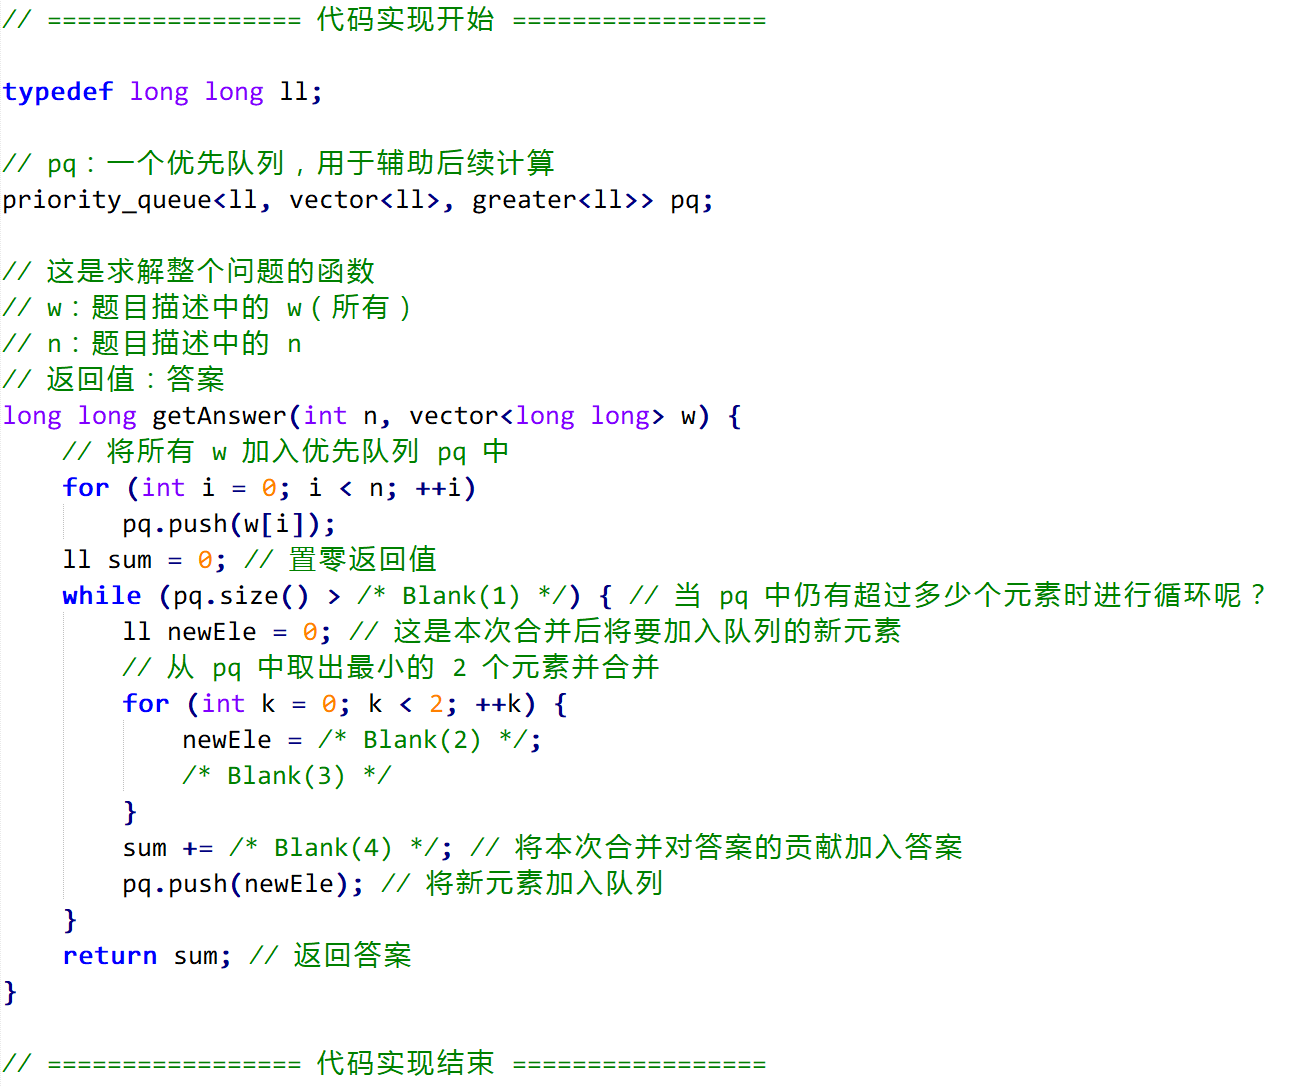 // ================= 代码实现开始 =================
typedef long long ll;
// pq：一个优先队列，用于辅助后续计算
priority_queue<ll, vector<ll>, greater<ll>> pq;
// 这是求解整个问题的函数
// w：题目描述中的 w（所有）
// n：题目描述中的 n
// 返回值：答案
long long getAnswer(int n, vector<long long> w) {
    // 将所有 w 加入优先队列 pq 中
    for (int i = 0; i < n; ++i)
        pq.push(w[i]);
    ll sum = 0; // 置零返回值
    while (pq.size() > /* Blank(1) */) { // 当 pq 中仍有超过多少个元素时进行循环呢？
        ll newEle = 0; // 这是本次合并后将要加入队列的新元素
        // 从 pq 中取出最小的 2 个元素并合并
        for (int k = 0; k < 2; ++k) {
            newEle = /* Blank(2) */;
            /* Blank(3) */
        }
        sum += /* Blank(4) */; // 将本次合并对答案的贡献加入答案
        pq.push(newEle); // 将新元素加入队列
    }
    return sum; // 返回答案
}
// ================= 代码实现结束 =================